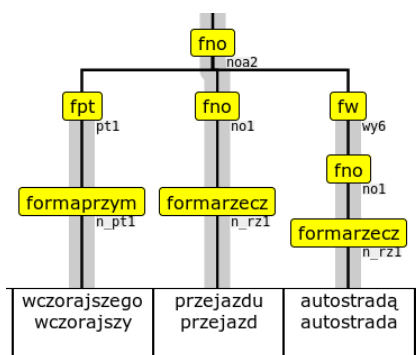 fno
noa2
fpt fno fw
pt1 no1 wy6
fno
no1
formaprzym formarzecz
n_pt1 n_rz1
formarzecz
n_rz1
wczorajszego przejazdu autostradą
wczorajszy przejazd autostrada